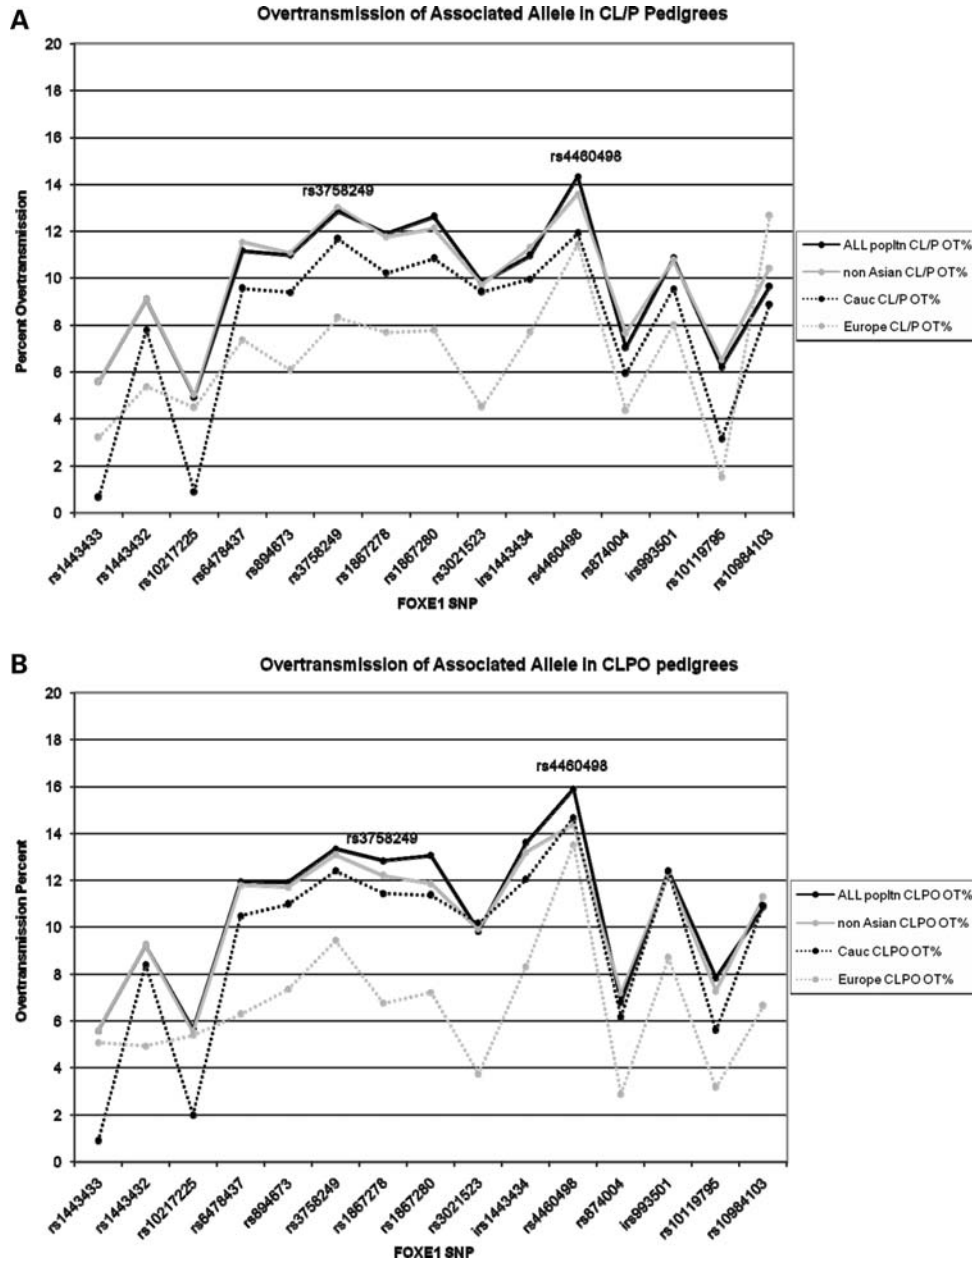 A
Overtransmission of Associated Allele in CL/P Pedigrees
20
18
16
14
12
10
8
6
4
2
0
Percent Overtransmission
rs3758249
rs4460498
ALL popltn CL/P OT%
non Asian CL/P OT%
Cauc CL/P OT%
Europe CL/P OT%
rs1443433
rs1443432
rs10217225
rs6478437
rs894673
rs3758249
rs1867278
rs1867280
rs3021523
irs1443434
rs4460498
rs874004
irs993501
rs10119795
rs10984103
FOXE1 SNP
B
Overtransmission of Associated Allele in CLPO pedigrees
20
18
16
14
12
10
8
6
4
2
0
Overtransmission Percent
rs3758249
rs4460498
ALL popltn CLPO OT%
non Asian CLPO OT%
Cauc CLPO OT%
Europe CLPO OT%
rs1443433
rs1443432
rs10217225
rs6478437
rs894673
rs3758249
rs1867278
rs1867280
rs3021523
irs1443434
rs4460498
rs874004
irs993501
rs10119795
rs10984103
FOXE1 SNP